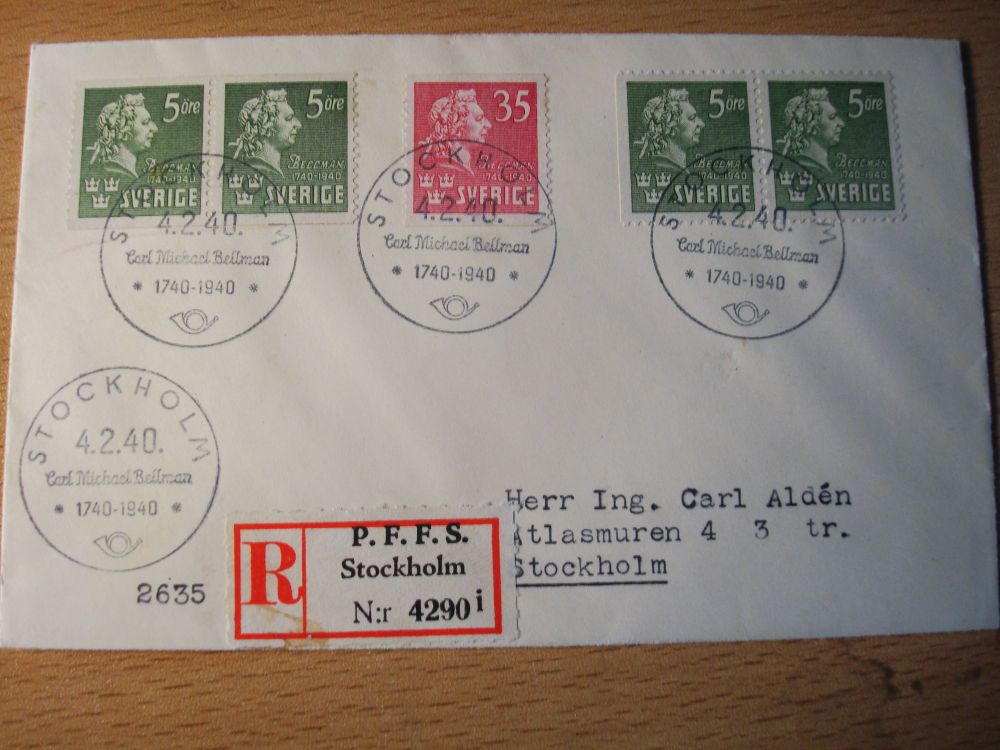 5 öre
BELLMAN
1740-1940
SVERIGE
5 öre
BELLMAN
1740-1940
SVERIGE
35
BELLMAN
1740-1940
SVERIGE
5 öre
BELLMAN
1740-1940
SVERIGE
5 öre
BELLMAN
1740-1940
SVERIGE
STOCKHOLM
4.2.40.
Carl Michael Bellman
* 1740-1940 *
STOCKHOLM
4.2.40.
Carl Michael Bellman
* 1740-1940 *
STOCKHOLM
4.2.40.
Carl Michael Bellman
* 1740-1940 *
STOCKHOLM
4.2.40.
Carl Michael Bellman
* 1740-1940 *
2635
R
P. F. F. S.
Stockholm
N:r 4290 i
Herr Ing. Carl Aldén
Atlasmuren 4 3 tr.
Stockholm